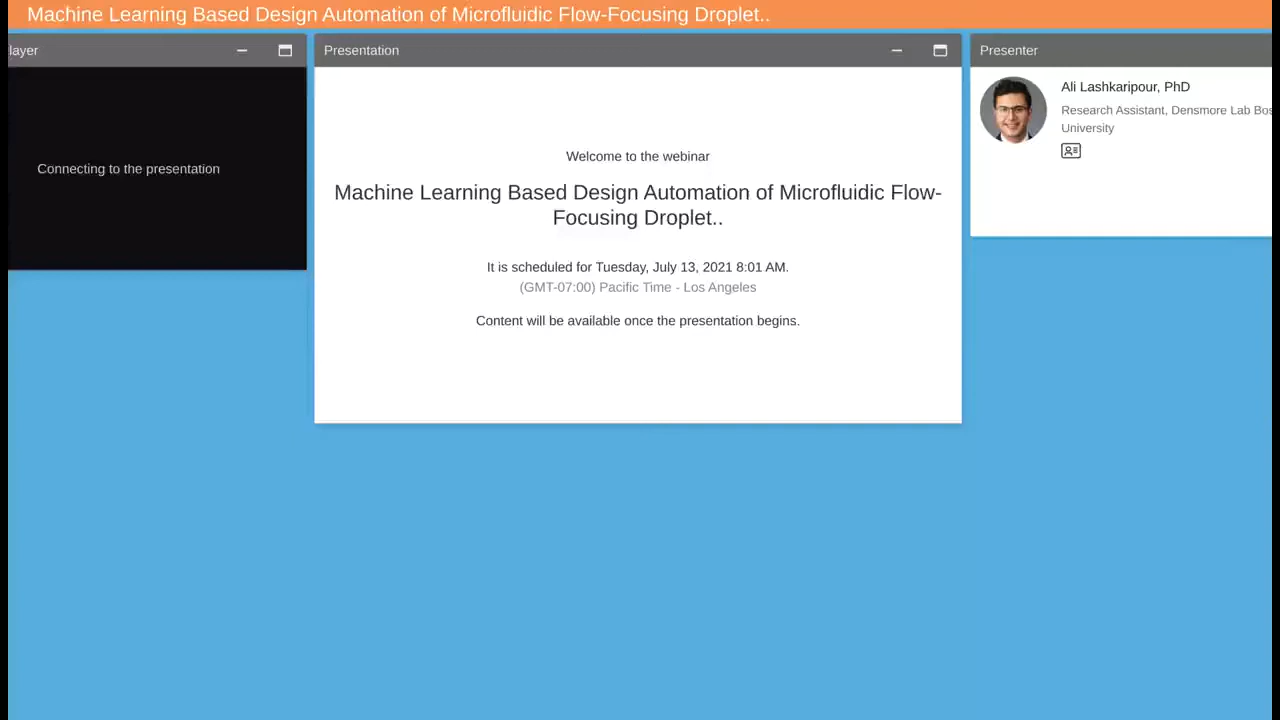 Machine Learning Based Design Automation of Microfluidic Flow-Focusing Droplet..
layer
Connecting to the presentation
Presentation
Welcome to the webinar
Machine Learning Based Design Automation of Microfluidic Flow-
Focusing Droplet..
It is scheduled for Tuesday, July 13, 2021 8:01 AM.
(GMT-07:00) Pacific Time - Los Angeles
Content will be available once the presentation begins.
Presenter
Ali Lashkaripour, PhD
Research Assistant, Densmore Lab Bos
University